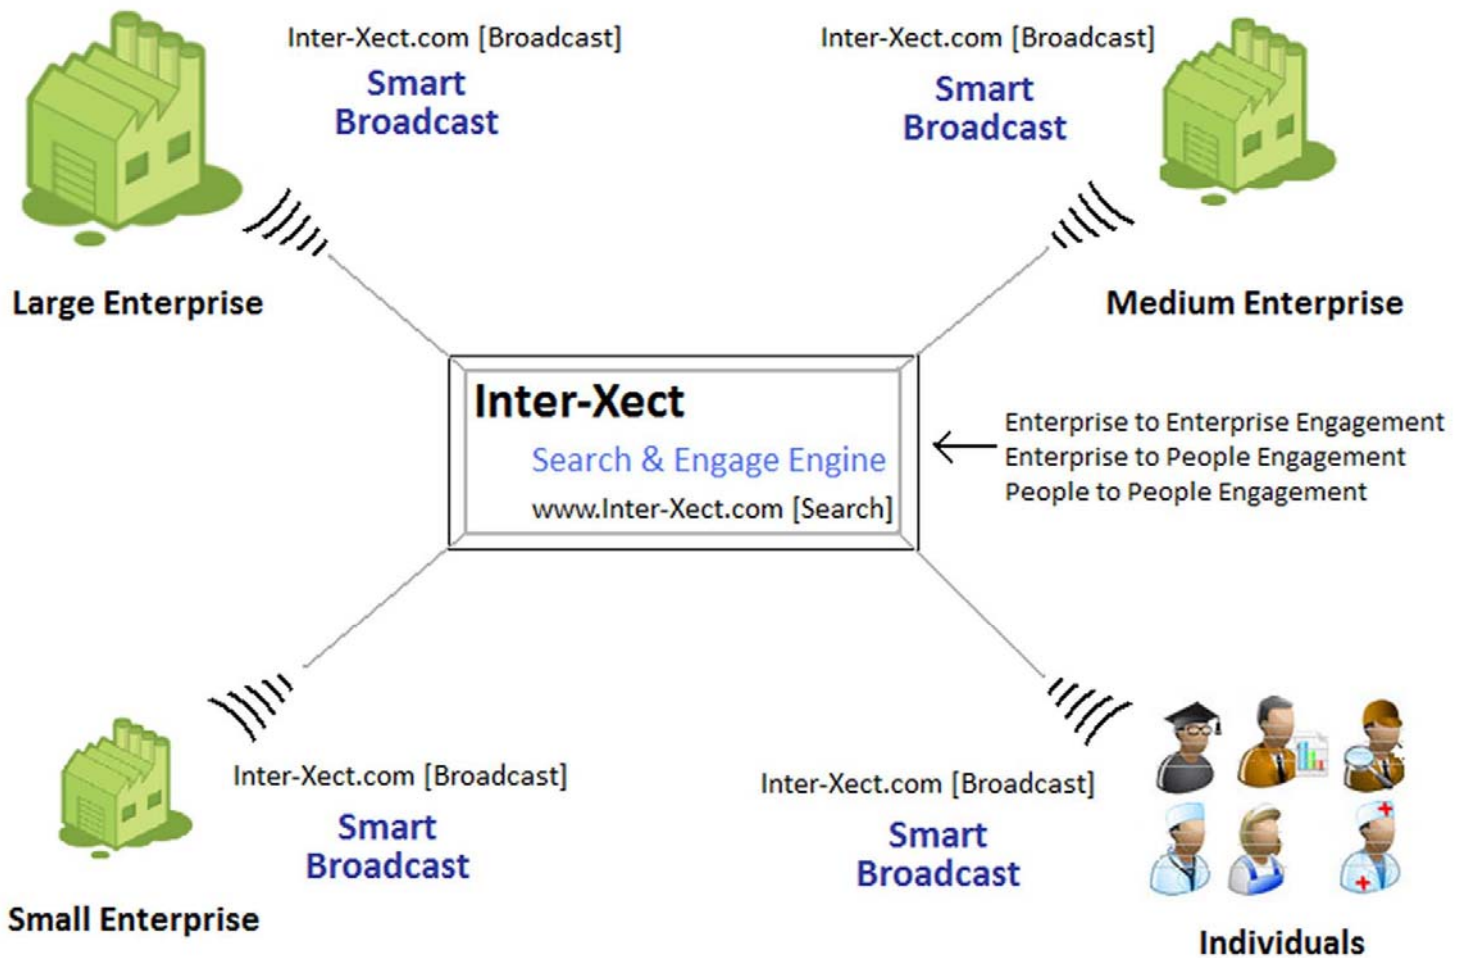 Inter-Xect.com [Broadcast]
Smart
Broadcast
Inter-Xect.com [Broadcast]
Smart
Broadcast
Large Enterprise
Medium Enterprise
Inter-Xect
Search & Engage Engine
www.Inter-Xect.com [Search]
Enterprise to Enterprise Engagement
Enterprise to People Engagement
People to People Engagement
Inter-Xect.com [Broadcast]
Smart
Broadcast
Inter-Xect.com [Broadcast]
Smart
Broadcast
Small Enterprise
Individuals